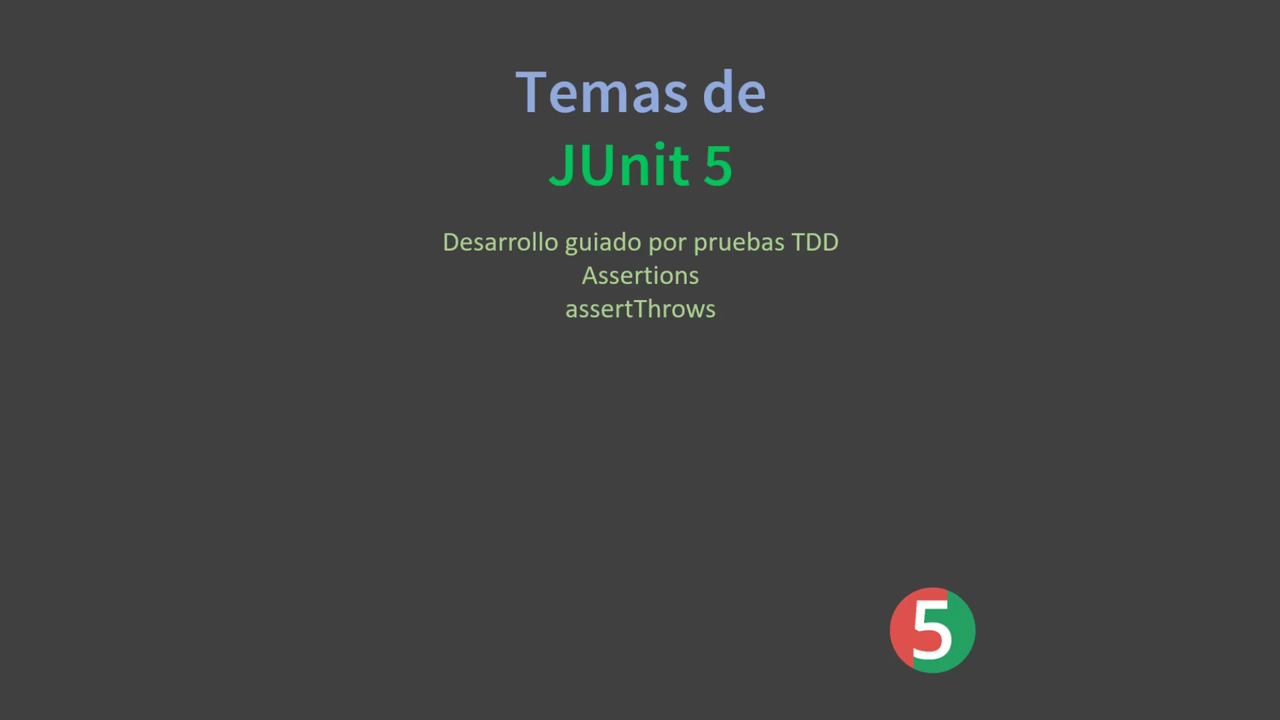 Temas de
JUnit 5
Desarrollo guiado por pruebas TDD
Assertions
assertThrows
5